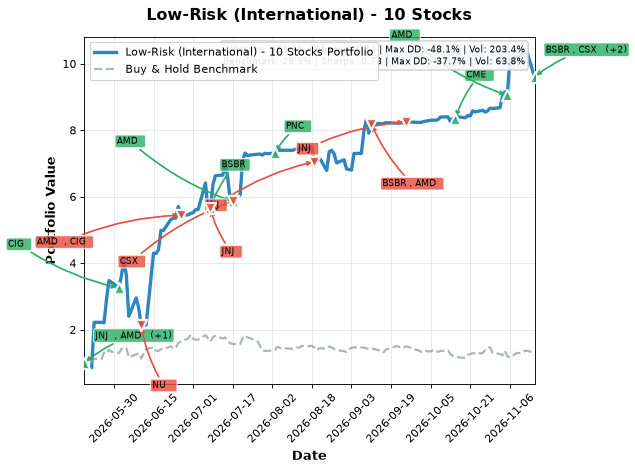 Low-Risk (International) - 10 Stocks
AMD
BSBR , CSX (+2)
Low-Risk (International) - 10 Stocks Portfolio
| Max DD: -48.1% | Vol: 203.4%
Buy & Hold Benchmark
| Max DD: -37.7% | Vol: 63.8%
CME
PNC
AMD
JNJ
BSBR
BSBR , AMD
CIG
AMD , CIG
CSX
JNJ
JNJ , AMD (+1)
NU
10
8
6
4
2
Portfolio Value
2026-05-30
2026-06-15
2026-07-01
2026-07-17
2026-08-02
2026-08-18
2026-09-03
2026-09-19
2026-10-05
2026-10-21
2026-11-06
Date